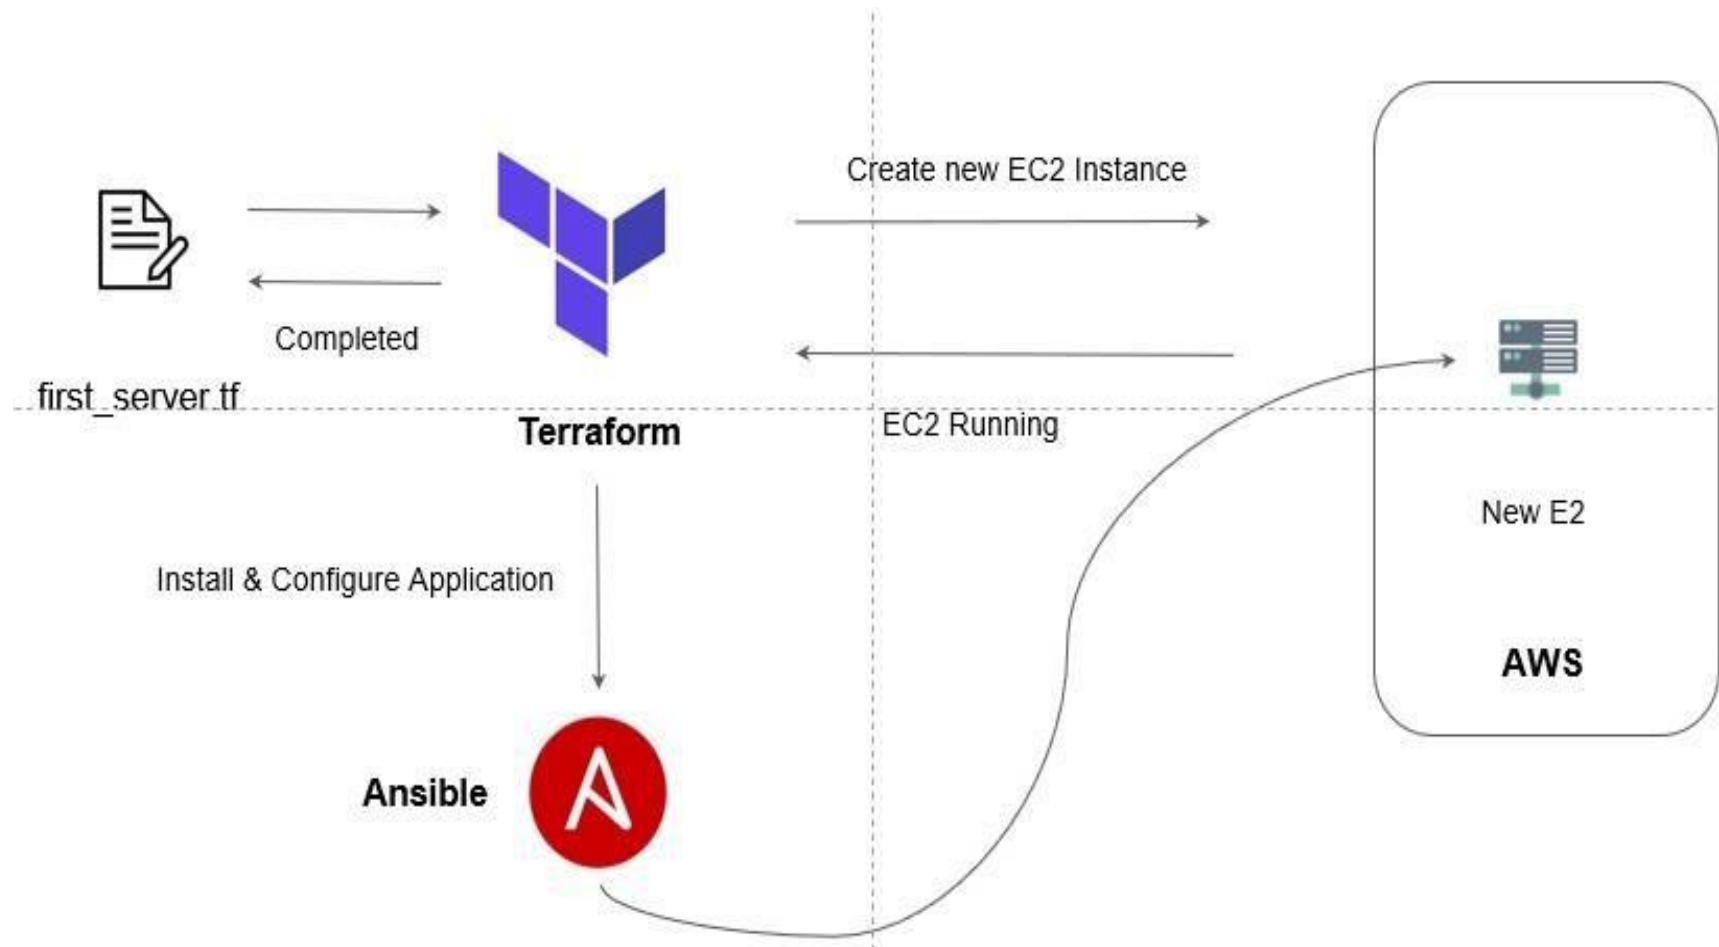 Create new EC2 Instance
Completed
first_server.tf
Terraform
EC2 Running
New E2
Install & Configure Application
AWS
Ansible